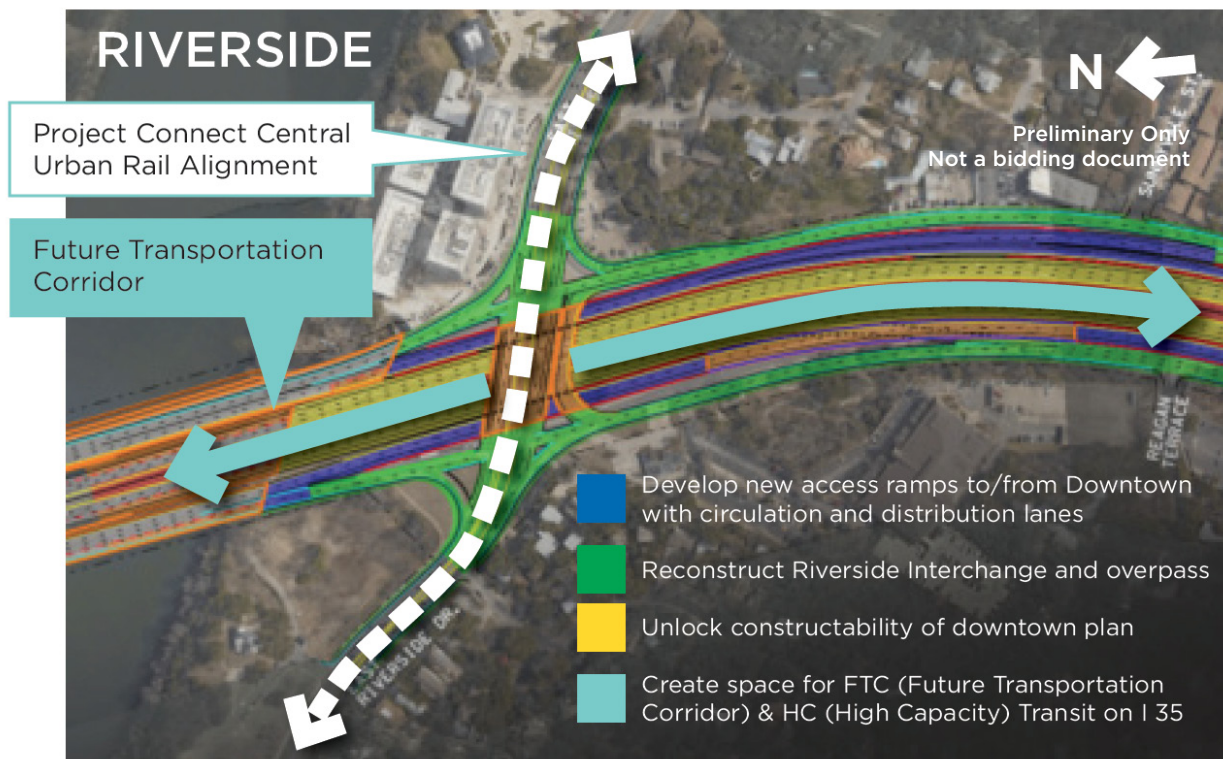 RIVERSIDE
N
Preliminary Only
Not a bidding document
Project Connect Central
Urban Rail Alignment
Future Transportation
Corridor
REAGAN
TERRACE
RIVERSIDE DR.
Develop new access ramps to/from Downtown
with circulation and distribution lanes
Reconstruct Riverside Interchange and overpass
Unlock constructability of downtown plan
Create space for FTC (Future Transportation
Corridor) & HC (High Capacity) Transit on I 35